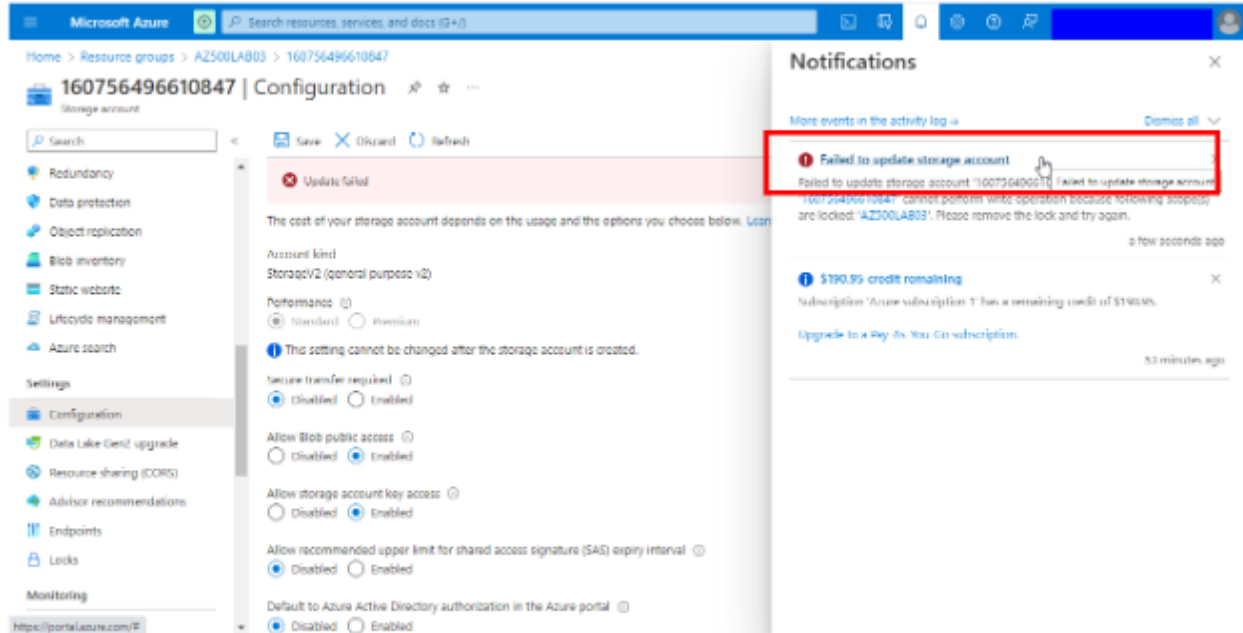 Microsoft Azure
Search resources, services, and docs (G+/)
Home > Resource groups > AZ500LAB03 > 160756496610847
160756496610847 | Configuration
Storage account
Search
Save Discard Refresh
Redundancy
Data protection
Object replication
Blob inventory
Static website
Lifecycle management
Azure search
Settings
Configuration
Data Lake Gen2 upgrade
Resource sharing (CORS)
Advisor recommendations
Endpoints
Locks
Monitoring
https://portal.azure.com/#
Update failed
The cost of your storage account depends on the usage and the options you choose below. Learn
Account kind
StorageV2 (general purpose v2)
Performance
Standard Premium
This setting cannot be changed after the storage account is created.
Secure transfer required
Disabled Enabled
Allow Blob public access
Disabled Enabled
Allow storage account key access
Disabled Enabled
Allow recommended upper limit for shared access signature (SAS) expiry interval
Disabled Enabled
Default to Azure Active Directory authorization in the Azure portal
Disabled Enabled
Notifications
More events in the activity log → Dismiss all
Failed to update storage account
Failed to update storage account '160756496610 Failed to update storage account
'160756496610847' cannot perform write operation because following scope(s)
are locked: 'AZ500LAB03'. Please remove the lock and try again.
a few seconds ago
$190.95 credit remaining
Subscription 'Azure subscription 1' has a remaining credit of $190.95.
Upgrade to a Pay-As-You-Go subscription.
53 minutes ago